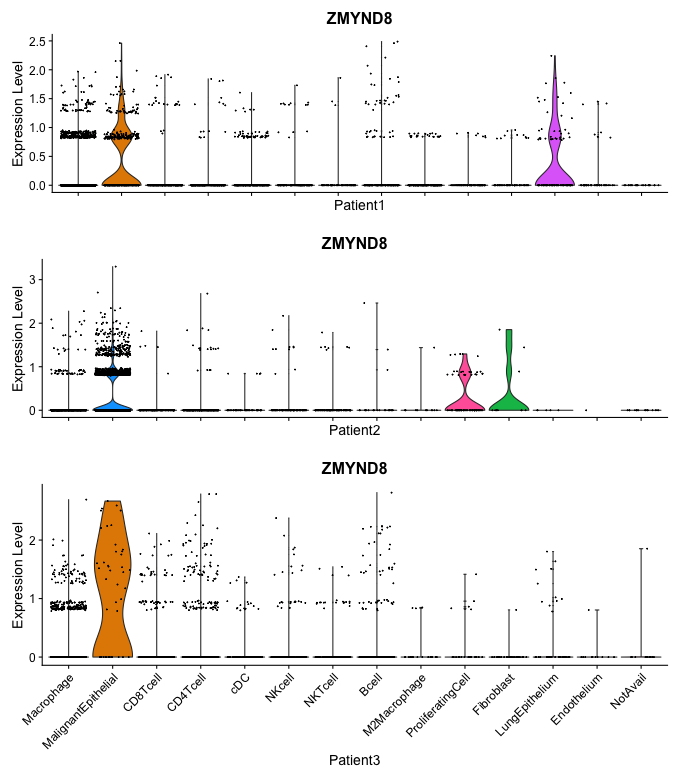 ZMYND8
Expression Level
2.5
2.0
1.5
1.0
0.5
0.0
Patient1
ZMYND8
Expression Level
3
2
1
0
Patient2
ZMYND8
Expression Level
2
1
0
Macrophage
MalignantEpithelial
CD8Tcell
CD4Tcell
cDC
NKcell
NKTcell
Bcell
M2Macrophage
ProliferatingCell
Fibroblast
LungEpithelium
Endothelium
NotAvail
Patient3